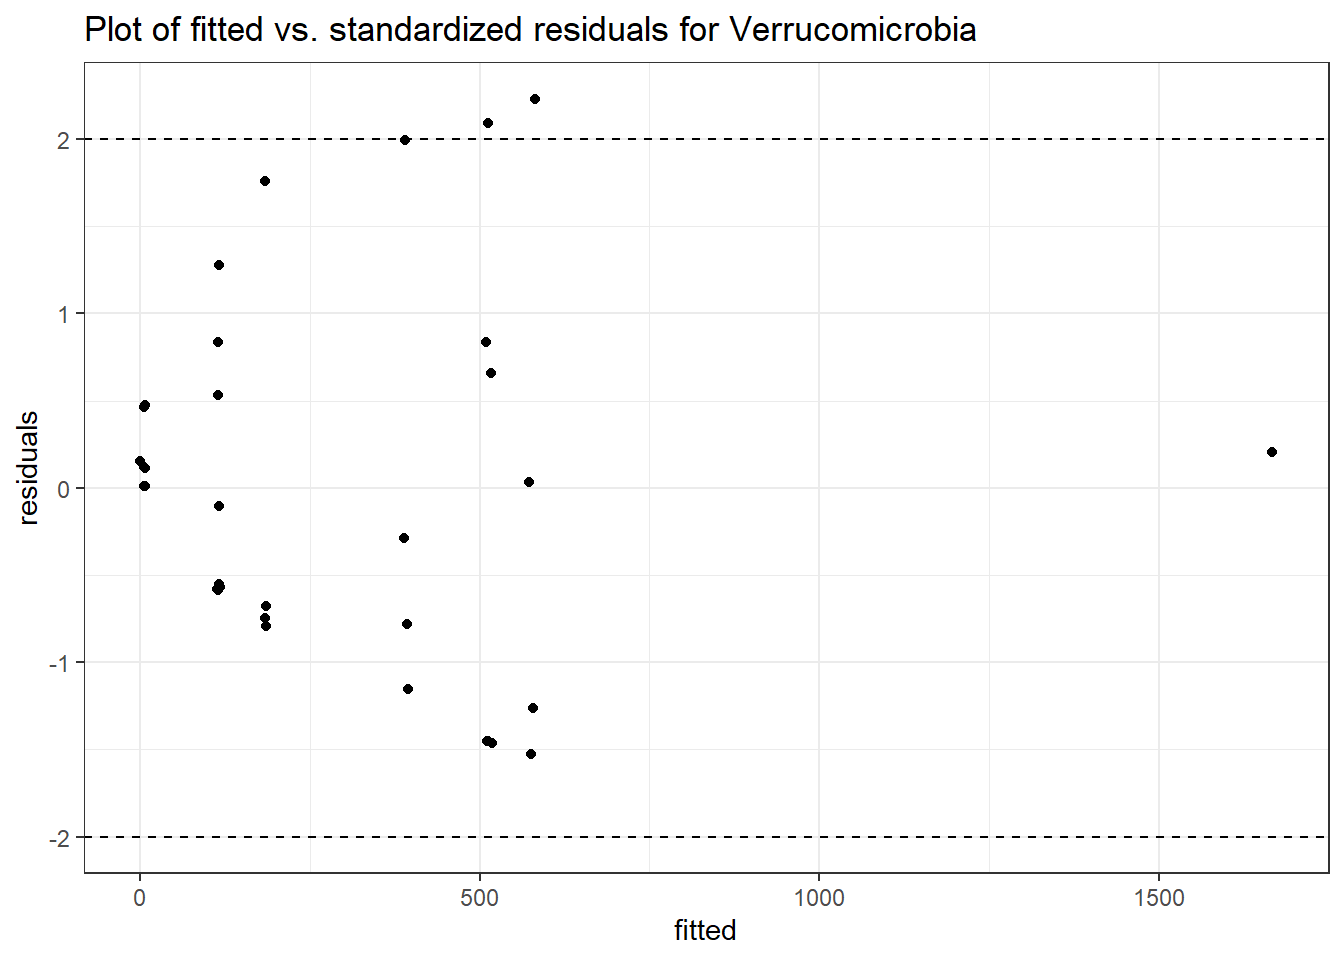 Plot of fitted vs. standardized residuals for Verrucomicrobia
residuals
2
1
0
-1
-2
0 500 1000 1500
fitted